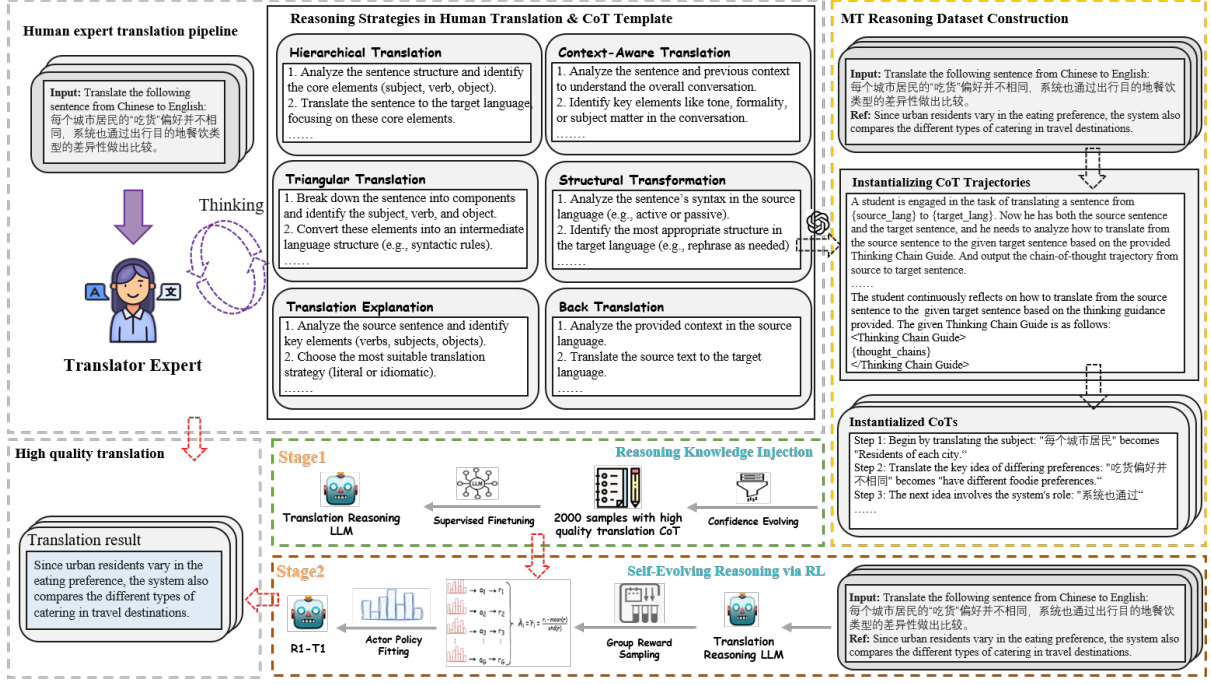 Human expert translation pipeline
Input: Translate the following
sentence from Chinese to English:
每个城市居民的“吃货”偏好并不相
同，系统也通过出行目的地餐饮类
型的差异性做出比较。
Thinking
Translator Expert
Reasoning Strategies in Human Translation & CoT Template
Hierarchical Translation
1. Analyze the sentence structure and identify
the core elements (subject, verb, object).
2. Translate the sentence to the target language,
focusing on these core elements.
......
Context-Aware Translation
1. Analyze the sentence and previous context
to understand the overall conversation.
2. Identify key elements like tone, formality,
or subject matter in the conversation.
......
Triangular Translation
1. Break down the sentence into components
and identify the subject, verb, and object.
2. Convert these elements into an intermediate
language structure (e.g., syntactic rules).
......
Structural Transformation
1. Analyze the sentence’s syntax in the source
language (e.g., active or passive).
2. Identify the most appropriate structure in
the target language (e.g., rephrase as needed)
......
Translation Explanation
1. Analyze the source sentence and identify
key elements (verbs, subjects, objects).
2. Choose the most suitable translation
strategy (literal or idiomatic).
.......
Back Translation
1. Analyze the provided context in the source
language.
2. Translate the source text to the target
language.
......
MT Reasoning Dataset Construction
Input: Translate the following sentence from Chinese to English:
每个城市居民的“吃货”偏好并不相同，系统也通过出行目的地餐饮
类型的差异性做出比较。
Ref: Since urban residents vary in the eating preference, the system also
compares the different types of catering in travel destinations.
Instantializing CoT Trajectories
A student is engaged in the task of translating a sentence from
{source_lang} to {target_lang}. Now he has both the source sentence
and the target sentence, and he needs to analyze how to translate from
the source sentence to the given target sentence based on the provided
Thinking Chain Guide. And output the chain-of-thought trajectory from
source to target sentence.
......
The student continuously reflects on how to translate from the source
sentence to the given target sentence based on the thinking guidance
provided. The given Thinking Chain Guide is as follows:
<Thinking Chain Guide>
{thought_chains}
</Thinking Chain Guide>
Instantialized CoTs
Step 1: Begin by translating the subject: "每个城市居民" becomes
"Residents of each city.“
Step 2: Translate the key idea of differing preferences: "吃货偏好并
不相同" becomes "have different foodie preferences.“
Step 3: The next idea involves the system's role: "系统也通过“
......
High quality translation
Translation result
Since urban residents vary in the
eating preference, the system also
compares the different types of
catering in travel destinations.
Stage1
Reasoning Knowledge Injection
A
文
LLM
Translation Reasoning
LLM
Supervised Finetuning
2000 samples with high
quality translation CoT
Confidence Evolving
Stage2
Self-Evolving Reasoning via RL
R1-T1
Actor Policy
Fitting
→ o1 → r1
→ o2 → r2
→ o3 → r3
→ oG → rG
Âi = r̃i = (ri - mean(r)) / std(r)
Group Reward
Sampling
Translation
Reasoning LLM
Input: Translate the following sentence from Chinese to English:
每个城市居民的“吃货”偏好并不相同，系统也通过出行目的地餐饮
类型的差异性做出比较。
Ref: Since urban residents vary in the eating preference, the system also
compares the different types of catering in travel destinations.